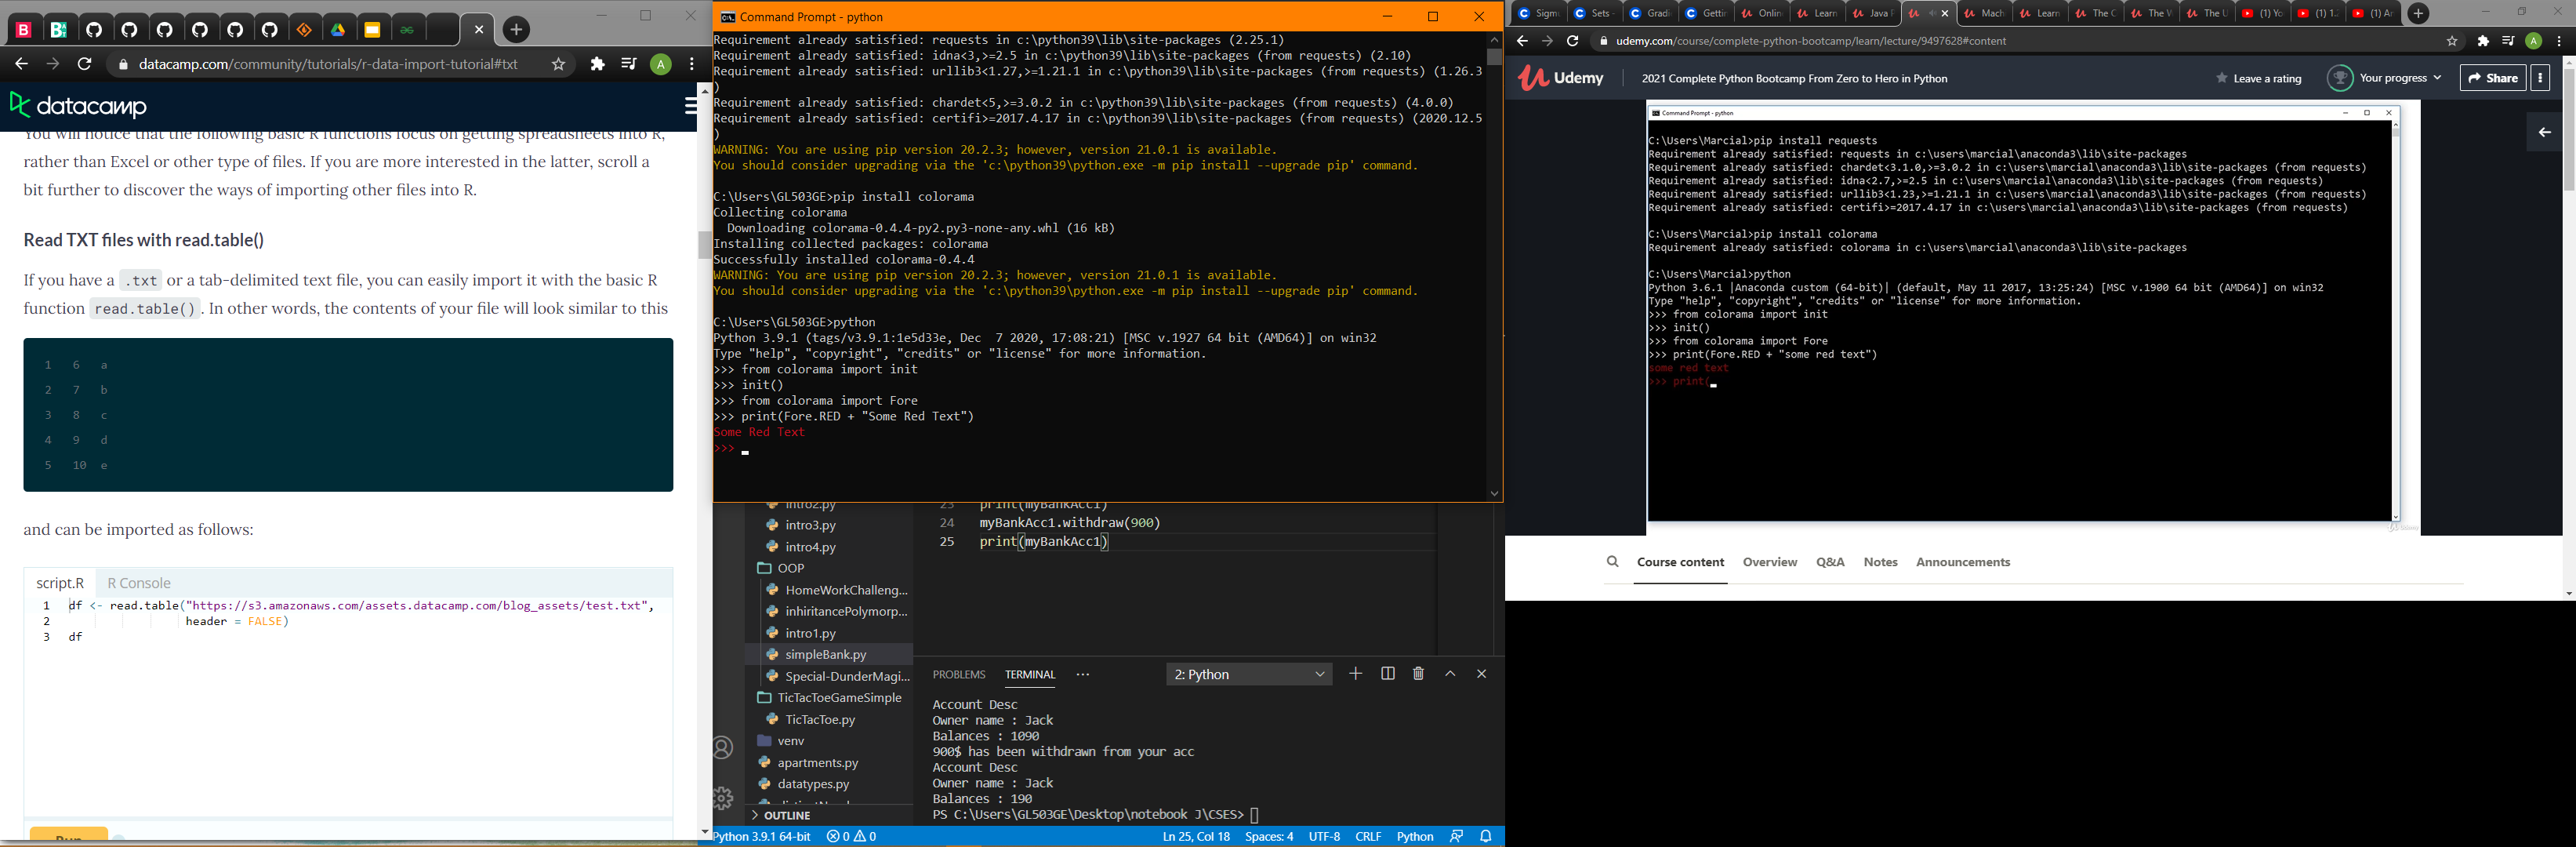 datacamp.com/community/tutorials/r-data-import-tutorial#txt
A
datacamp
You will notice that the following basic R functions focus on getting spreadsheets into R,
rather than Excel or other type of files. If you are more interested in the latter, scroll a
bit further to discover the ways of importing other files into R.
Read TXT files with read.table()
If you have a .txt or a tab-delimited text file, you can easily import it with the basic R
function read.table(). In other words, the contents of your file will look similar to this
1 6 a
2 7 b
3 8 c
4 9 d
5 10 e
and can be imported as follows:
script.R R Console
1 df <- read.table("https://s3.amazonaws.com/assets.datacamp.com/blog_assets/test.txt",
2 header = FALSE)
3 df
Run
Command Prompt - python
Requirement already satisfied: requests in c:\python39\lib\site-packages (2.25.1)
Requirement already satisfied: idna<3,>=2.5 in c:\python39\lib\site-packages (from requests) (2.10)
Requirement already satisfied: urllib3<1.27,>=1.21.1 in c:\python39\lib\site-packages (from requests) (1.26.3
)
Requirement already satisfied: chardet<5,>=3.0.2 in c:\python39\lib\site-packages (from requests) (4.0.0)
Requirement already satisfied: certifi>=2017.4.17 in c:\python39\lib\site-packages (from requests) (2020.12.5
)
WARNING: You are using pip version 20.2.3; however, version 21.0.1 is available.
You should consider upgrading via the 'c:\python39\python.exe -m pip install --upgrade pip' command.
C:\Users\GL503GE>pip install colorama
Collecting colorama
Downloading colorama-0.4.4-py2.py3-none-any.whl (16 kB)
Installing collected packages: colorama
Successfully installed colorama-0.4.4
WARNING: You are using pip version 20.2.3; however, version 21.0.1 is available.
You should consider upgrading via the 'c:\python39\python.exe -m pip install --upgrade pip' command.
C:\Users\GL503GE>python
Python 3.9.1 (tags/v3.9.1:1e5d33e, Dec  7 2020, 17:08:21) [MSC v.1927 64 bit (AMD64)] on win32
Type "help", "copyright", "credits" or "license" for more information.
>>> from colorama import init
>>> init()
>>> from colorama import Fore
>>> print(Fore.RED + "Some Red Text")
Some Red Text
>>>
intro2.py
intro3.py
intro4.py
OOP
HomeWorkChalleng...
inhiritancePolymorp...
intro1.py
simpleBank.py
Special-DunderMagi...
TicTacToeGameSimple
TicTacToe.py
venv
apartments.py
datatypes.py
OUTLINE
23 print(myBankAcc1)
24 myBankAcc1.withdraw(900)
25 print(myBankAcc1)
PROBLEMS TERMINAL ... 2: Python
Account Desc
Owner name : Jack
Balances : 1090
900$ has been withdrawn from your acc
Account Desc
Owner name : Jack
Balances : 190
PS C:\Users\GL503GE\Desktop\notebook J\CSES>
Python 3.9.1 64-bit 0 0 Ln 25, Col 18 Spaces: 4 UTF-8 CRLF Python
Sigm Sets - Gradi Gettin Onlin Learn Java P Mach Learn The C The W The U (1) Yo (1) 1. (1) A
udemy.com/course/complete-python-bootcamp/learn/lecture/9497628#content
A
Udemy 2021 Complete Python Bootcamp From Zero to Hero in Python Leave a rating Your progress Share
Command Prompt - python
C:\Users\Marcial>pip install requests
Requirement already satisfied: requests in c:\users\marcial\anaconda3\lib\site-packages
Requirement already satisfied: chardet<3.1.0,>=3.0.2 in c:\users\marcial\anaconda3\lib\site-packages (from requests)
Requirement already satisfied: idna<2.7,>=2.5 in c:\users\marcial\anaconda3\lib\site-packages (from requests)
Requirement already satisfied: urllib3<1.23,>=1.21.1 in c:\users\marcial\anaconda3\lib\site-packages (from requests)
Requirement already satisfied: certifi>=2017.4.17 in c:\users\marcial\anaconda3\lib\site-packages (from requests)
C:\Users\Marcial>pip install colorama
Requirement already satisfied: colorama in c:\users\marcial\anaconda3\lib\site-packages
C:\Users\Marcial>python
Python 3.6.1 |Anaconda custom (64-bit)| (default, May 11 2017, 13:25:24) [MSC v.1900 64 bit (AMD64)] on win32
Type "help", "copyright", "credits" or "license" for more information.
>>> from colorama import init
>>> init()
>>> from colorama import Fore
>>> print(Fore.RED + "some red text")
some red text
>>> print(
Course content Overview Q&A Notes Announcements